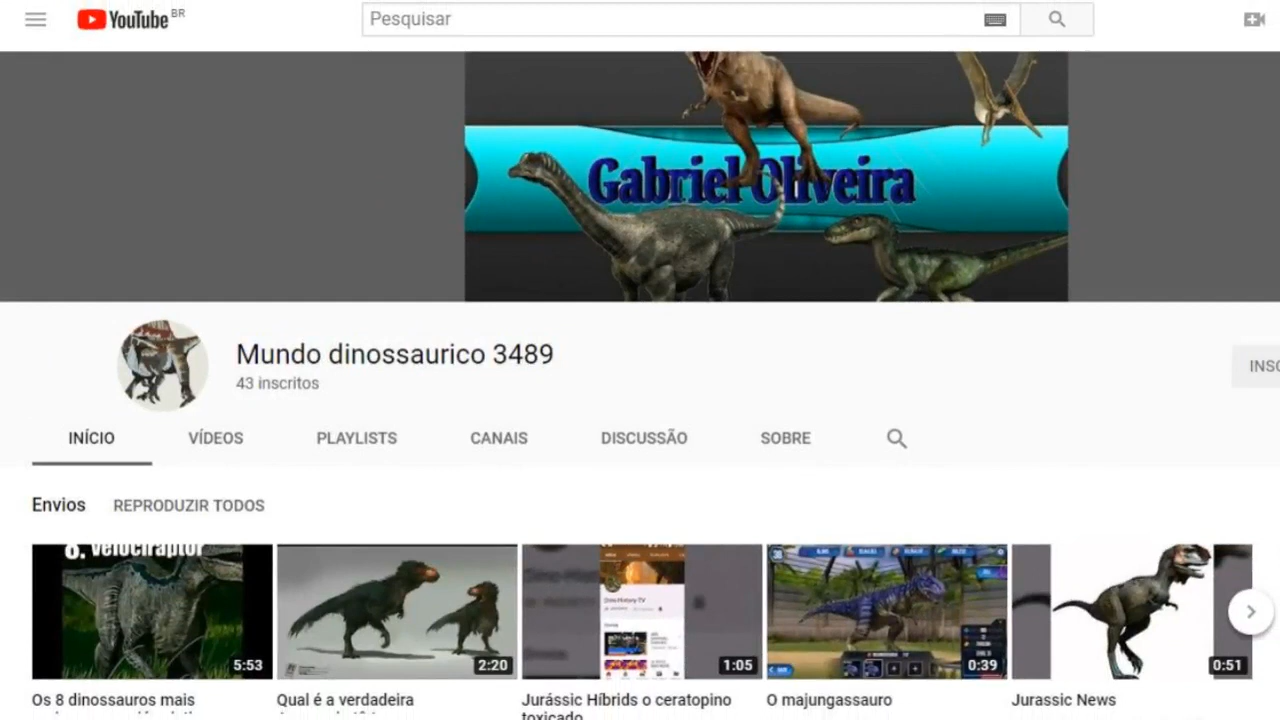 YouTube BR
Pesquisar
Gabriel Oliveira
Mundo dinossaurico 3489
43 inscritos
INÍCIO VÍDEOS PLAYLISTS CANAIS DISCUSSÃO SOBRE
Envios REPRODUZIR TODOS
8. Velociraptor
5:53
2:20
1:05
0:39
0:51
Os 8 dinossauros mais
Qual é a verdadeira
Jurássic Híbrids o ceratopino
toxicado
O majungassauro
Jurassic News